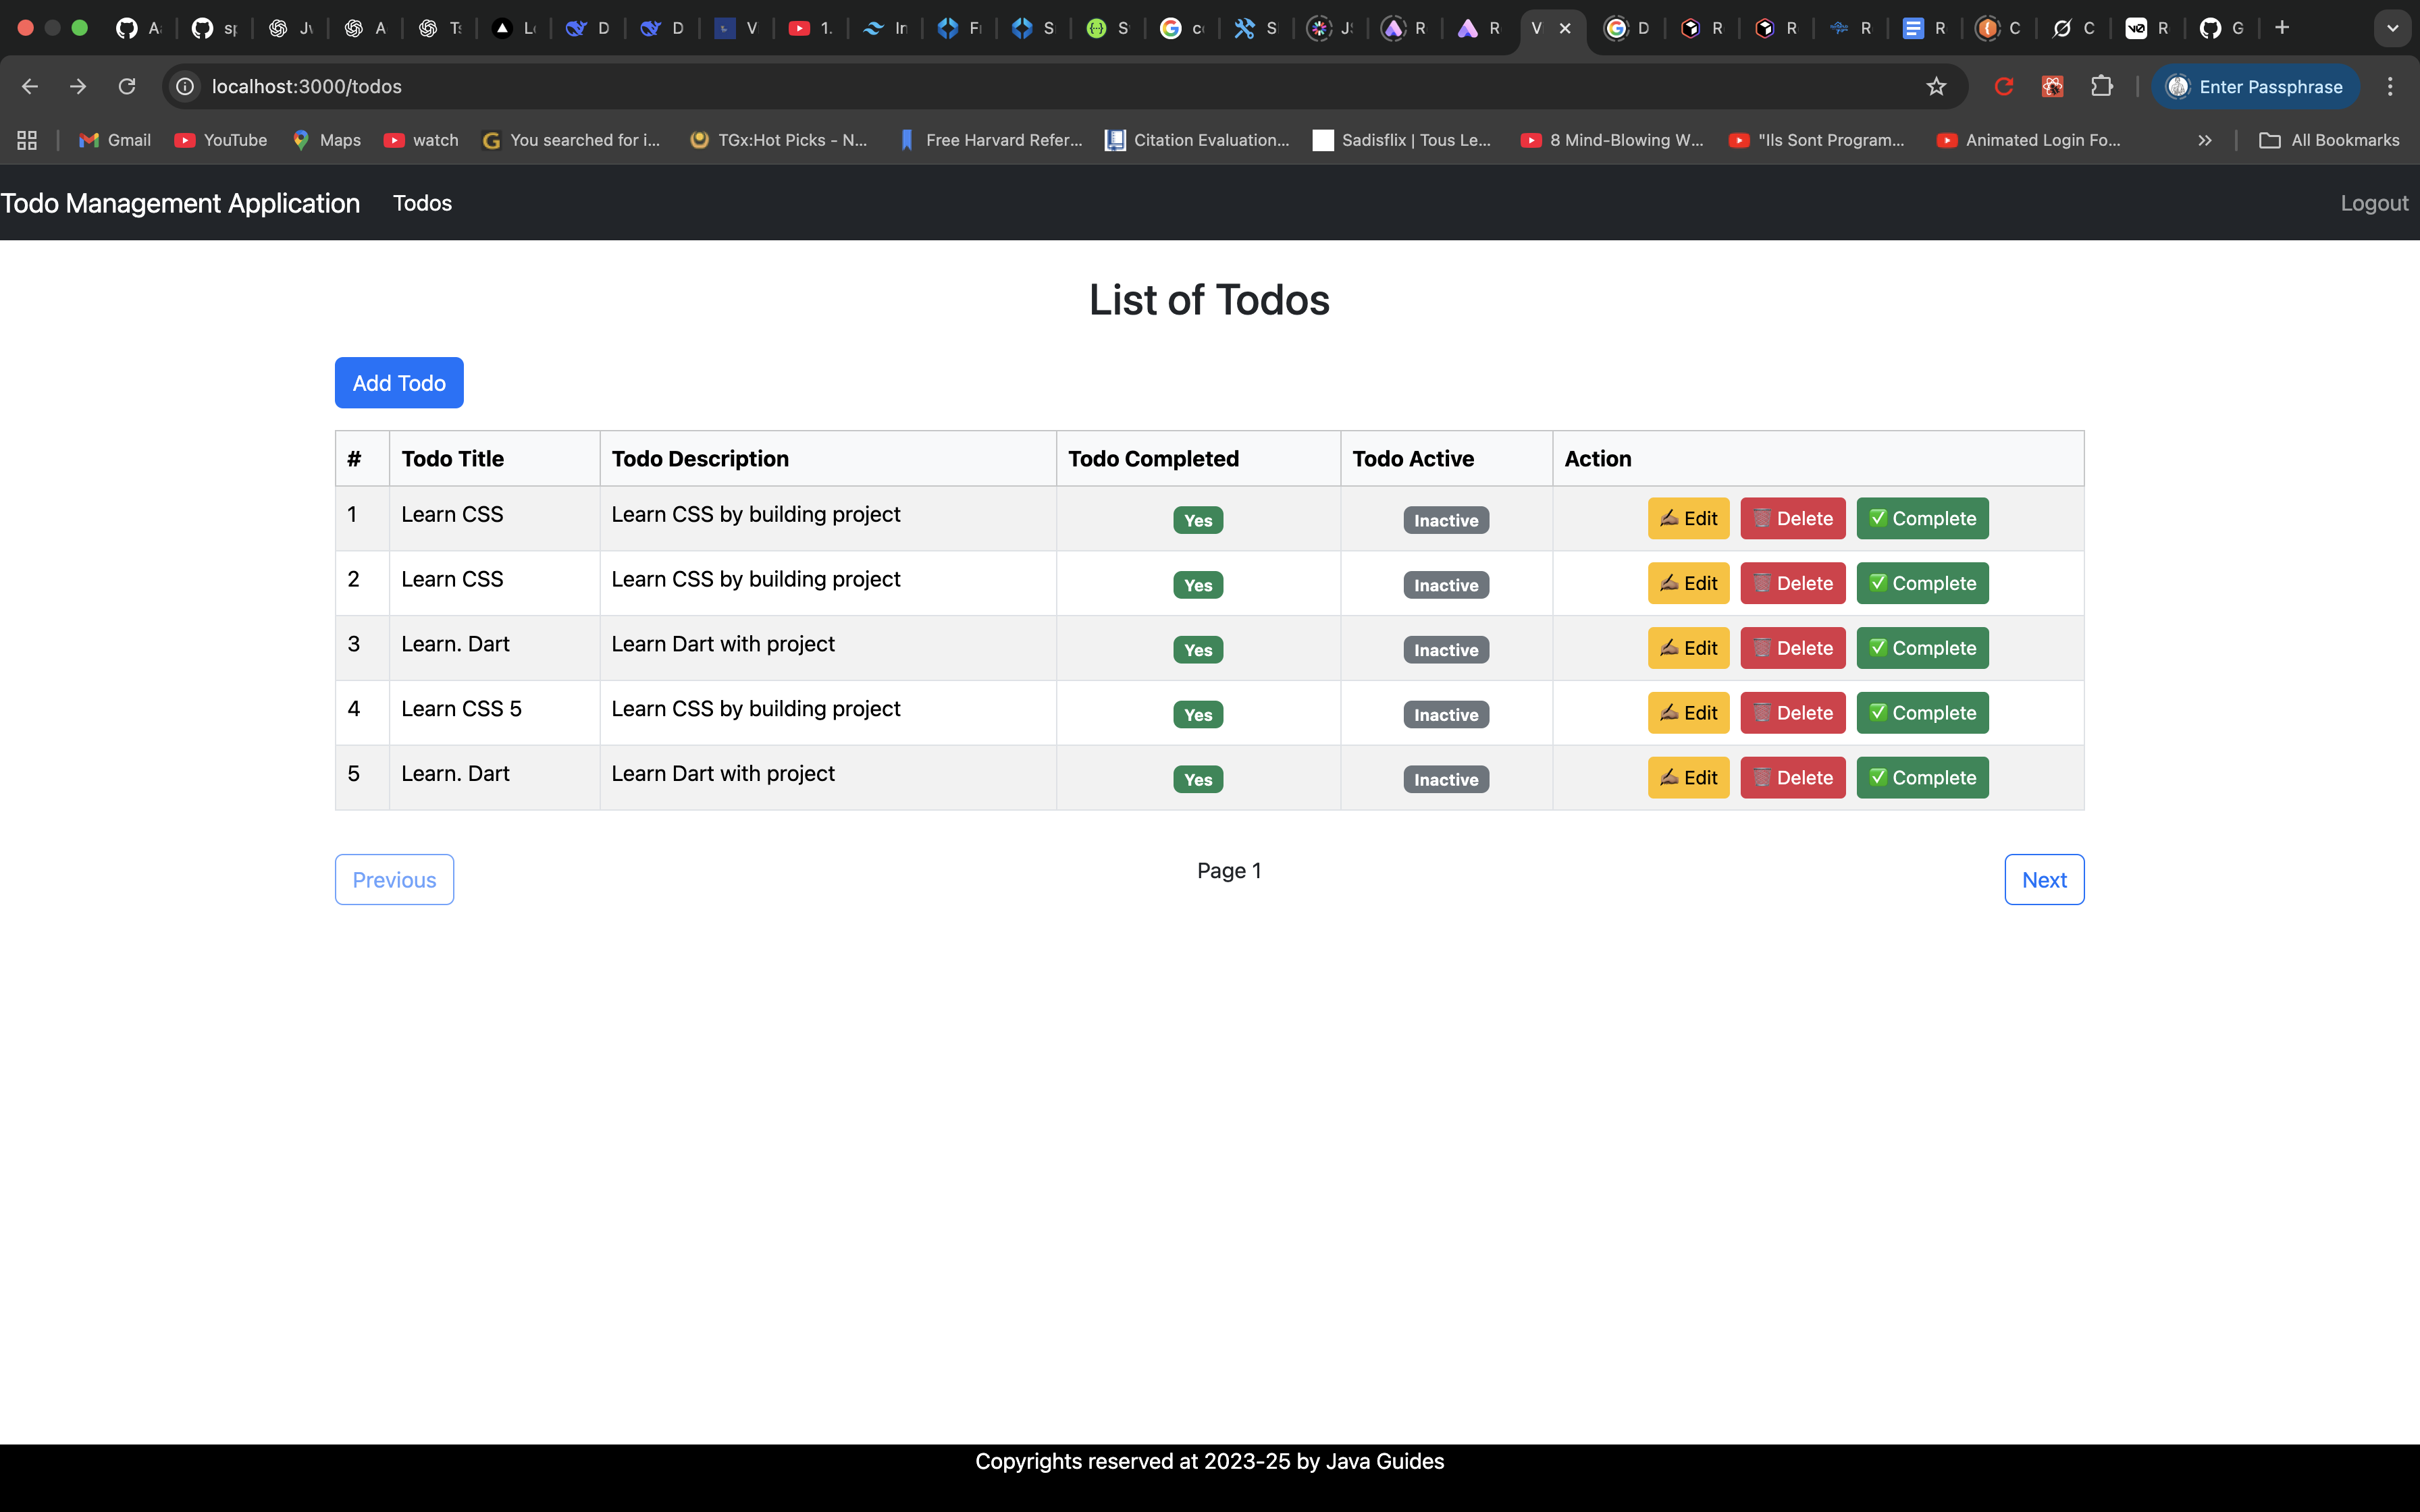 A
sp
J\
A
T
L
D
D
V
1.
In
F
S
S
c
S
J
R
R
V
D
R
R
R
R
C
C
R
G
localhost:3000/todos
Enter Passphrase
Gmail
YouTube
Maps
watch
You searched for i...
TGx:Hot Picks - N...
Free Harvard Refer...
Citation Evaluation...
Sadisflix | Tous Le...
8 Mind-Blowing W...
"Ils Sont Program...
Animated Login Fo...
All Bookmarks
Todo Management Application Todos Logout
List of Todos
Add Todo
# Todo Title Todo Description Todo Completed Todo Active Action
1 Learn CSS Learn CSS by building project Yes Inactive Edit Delete Complete
2 Learn CSS Learn CSS by building project Yes Inactive Edit Delete Complete
3 Learn. Dart Learn Dart with project Yes Inactive Edit Delete Complete
4 Learn CSS 5 Learn CSS by building project Yes Inactive Edit Delete Complete
5 Learn. Dart Learn Dart with project Yes Inactive Edit Delete Complete
Previous Page 1 Next
Copyrights reserved at 2023-25 by Java Guides